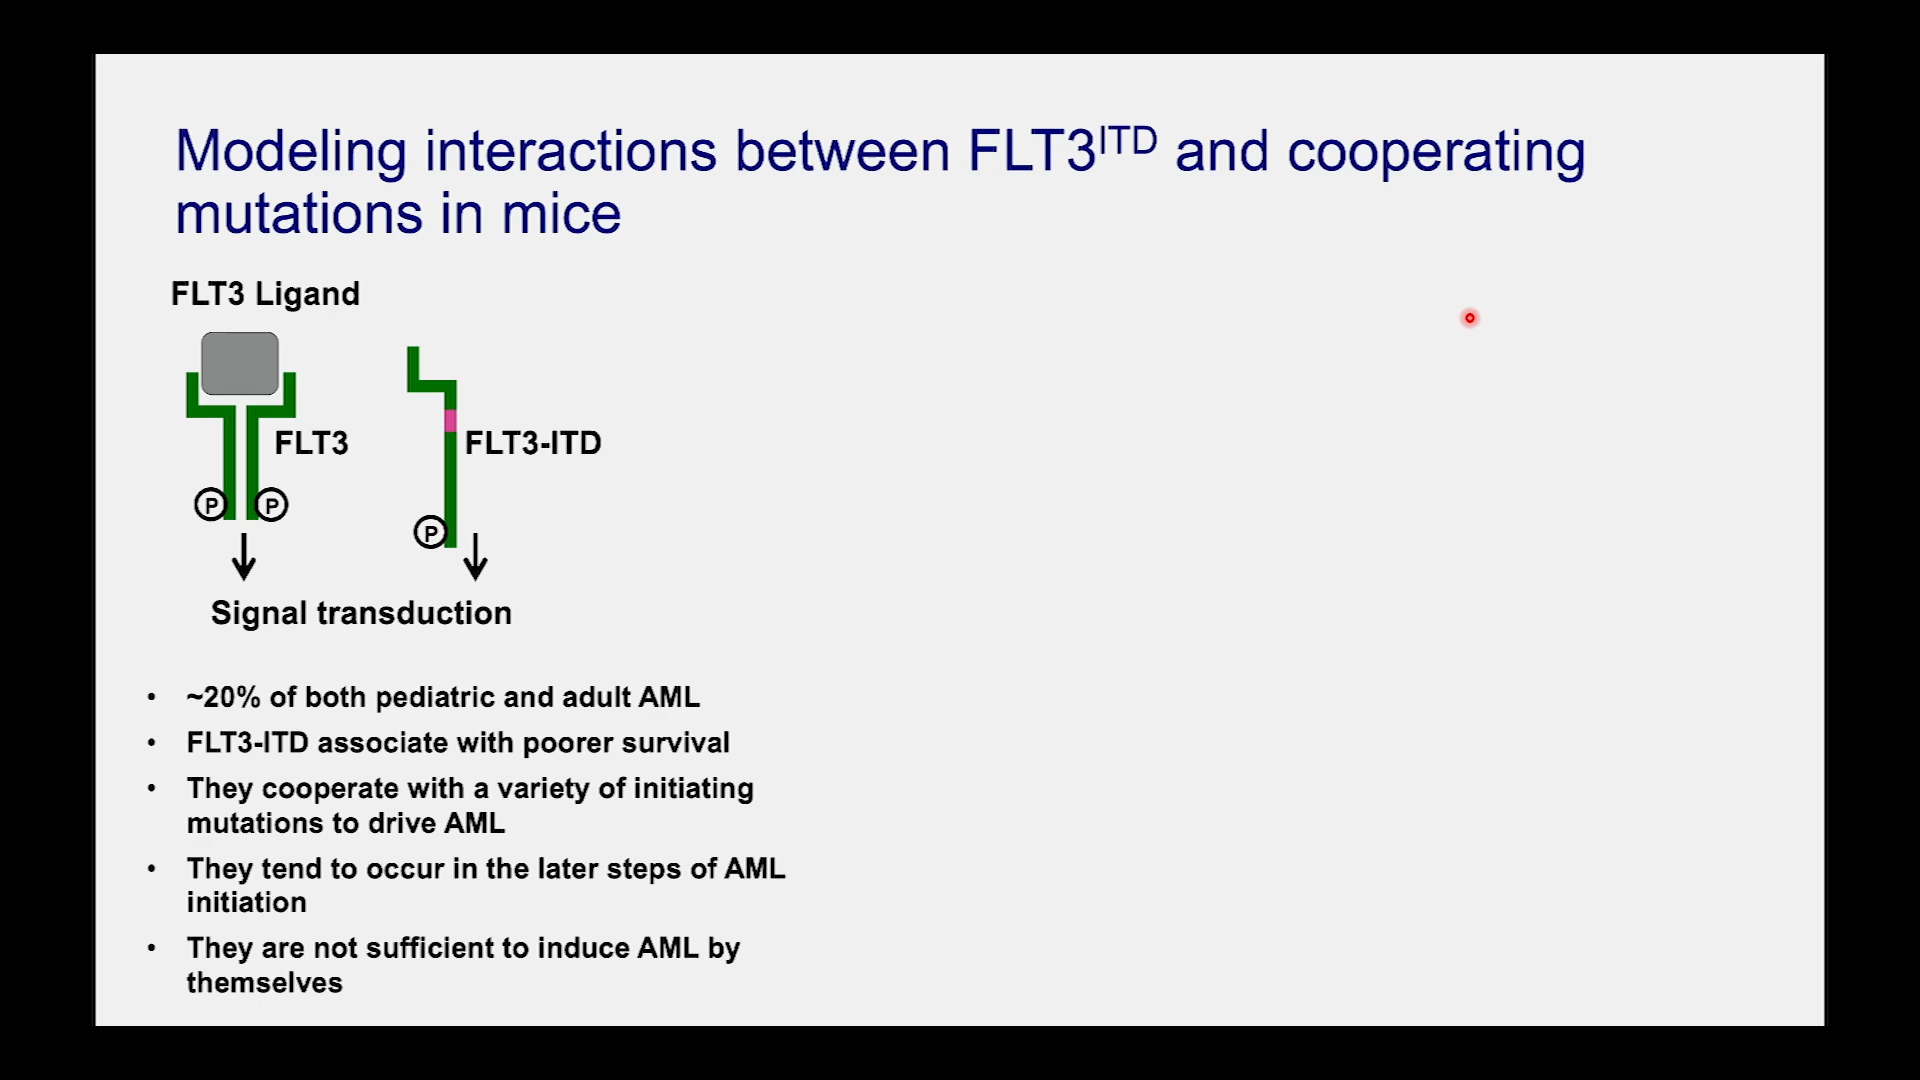 Modeling interactions between FLT3ITD and cooperating
mutations in mice
FLT3 Ligand
FLT3
FLT3-ITD
P
P
P
Signal transduction
• ~20% of both pediatric and adult AML
• FLT3-ITD associate with poorer survival
• They cooperate with a variety of initiating
mutations to drive AML
• They tend to occur in the later steps of AML
initiation
• They are not sufficient to induce AML by
themselves